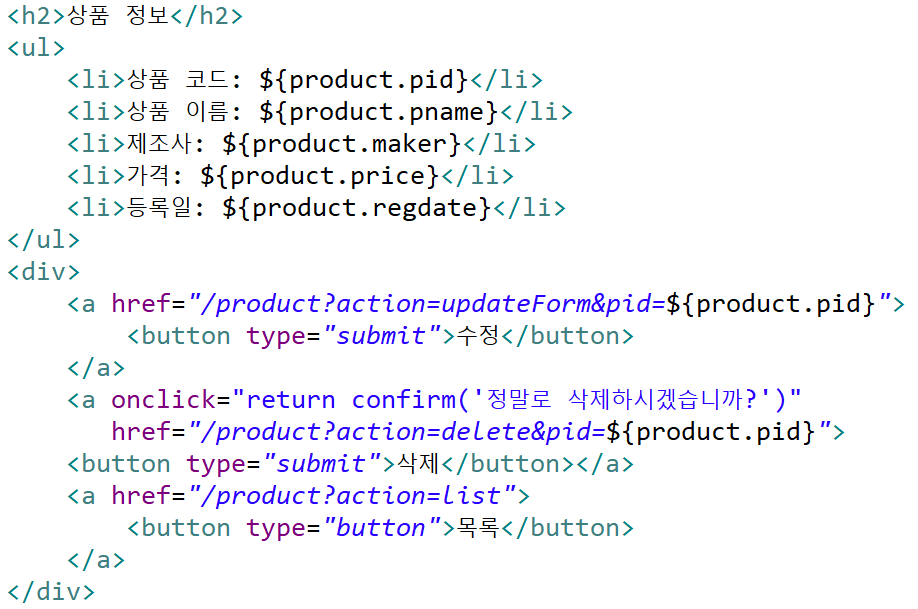 <h2>상품 정보</h2>
<ul>
    <li>상품 코드: ${product.pid}</li>
    <li>상품 이름: ${product.pname}</li>
    <li>제조사: ${product.maker}</li>
    <li>가격: ${product.price}</li>
    <li>등록일: ${product.regdate}</li>
</ul>
<div>
    <a href="/product?action=updateForm&pid=${product.pid}">
        <button type="submit">수정</button>
    </a>
    <a onclick="return confirm('정말로 삭제하시겠습니까?')"
       href="/product?action=delete&pid=${product.pid}">
    <button type="submit">삭제</button></a>
    <a href="/product?action=list">
        <button type="button">목록</button>
    </a>
</div>